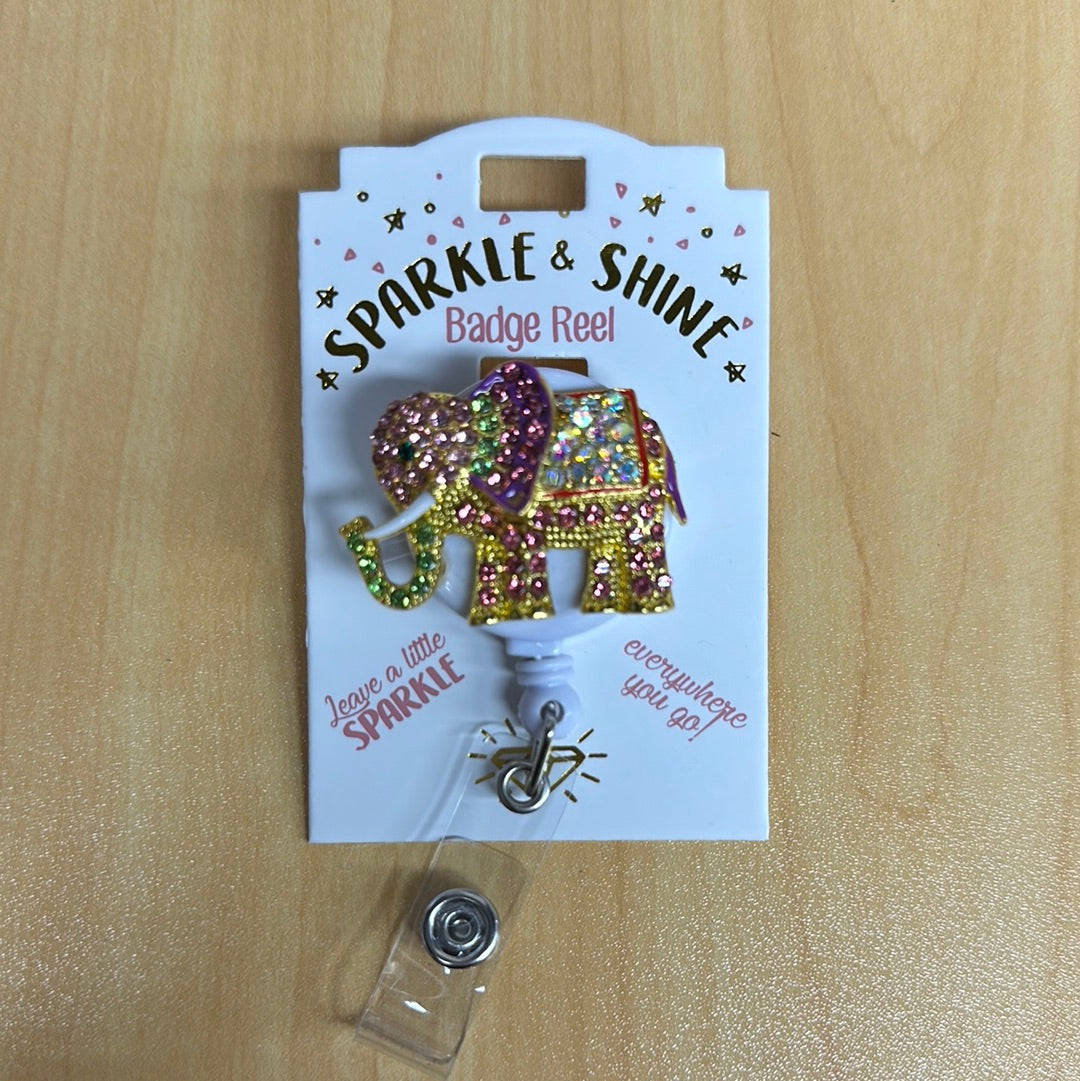 SPARKLE & SHINE
Badge Reel
Leave a little
SPARKLE
everywhere
you go!